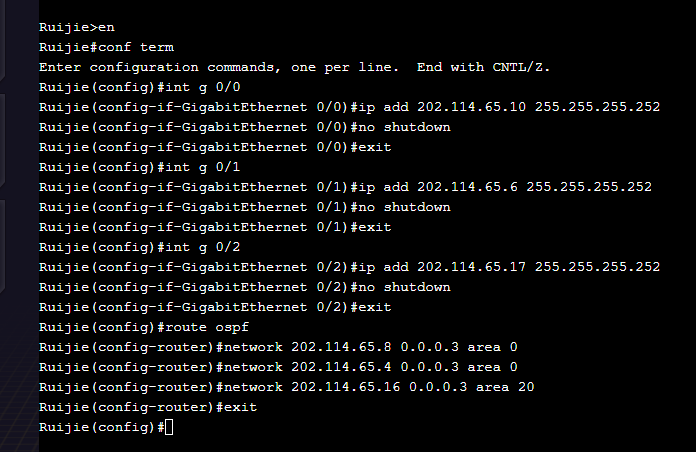 Ruijie>en
Ruijie#conf term
Enter configuration commands, one per line.  End with CNTL/Z.
Ruijie(config)#int g 0/0
Ruijie(config-if-GigabitEthernet 0/0)#ip add 202.114.65.10 255.255.255.252
Ruijie(config-if-GigabitEthernet 0/0)#no shutdown
Ruijie(config-if-GigabitEthernet 0/0)#exit
Ruijie(config)#int g 0/1
Ruijie(config-if-GigabitEthernet 0/1)#ip add 202.114.65.6 255.255.255.252
Ruijie(config-if-GigabitEthernet 0/1)#no shutdown
Ruijie(config-if-GigabitEthernet 0/1)#exit
Ruijie(config)#int g 0/2
Ruijie(config-if-GigabitEthernet 0/2)#ip add 202.114.65.17 255.255.255.252
Ruijie(config-if-GigabitEthernet 0/2)#no shutdown
Ruijie(config-if-GigabitEthernet 0/2)#exit
Ruijie(config)#route ospf
Ruijie(config-router)#network 202.114.65.8 0.0.0.3 area 0
Ruijie(config-router)#network 202.114.65.4 0.0.0.3 area 0
Ruijie(config-router)#network 202.114.65.16 0.0.0.3 area 20
Ruijie(config-router)#exit
Ruijie(config)#